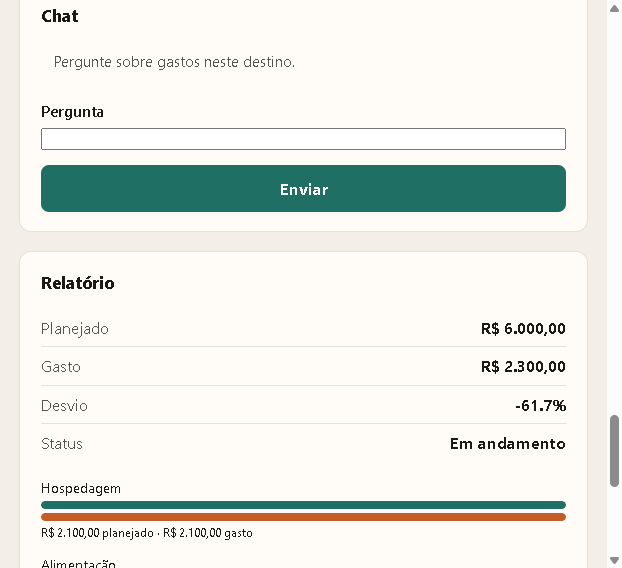 Chat
Pergunte sobre gastos neste destino.
Pergunta
Enviar
Relatório
Planejado R$ 6.000,00
Gasto R$ 2.300,00
Desvio -61.7%
Status Em andamento
Hospedagem
R$ 2.100,00 planejado · R$ 2.100,00 gasto
Alimentação